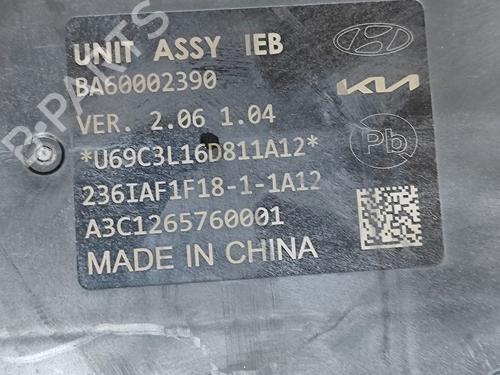 UNIT ASSY IEB
BA60002390
KIA
VER. 2.06 1.04
Pb
*U69C3L16D811A12*
236IAF1F18-1-1A12
A3C1265760001
MADE IN CHINA
B-PARTS